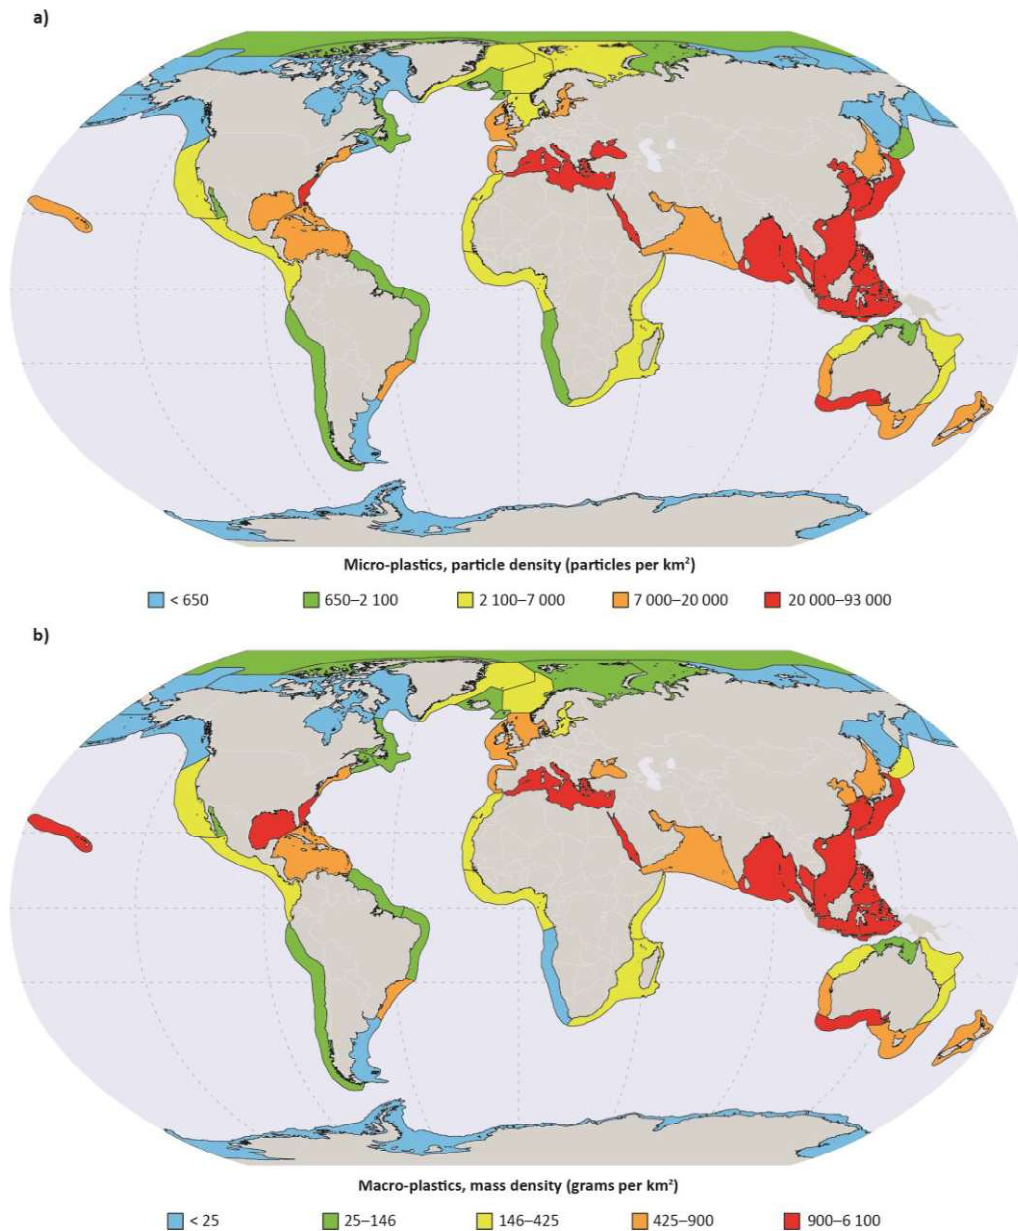 a)
Micro-plastics, particle density (particles per km²)
< 650 650–2 100 2 100–7 000 7 000–20 000 20 000–93 000
b)
Macro-plastics, mass density (grams per km²)
< 25 25–146 146–425 425–900 900–6 100